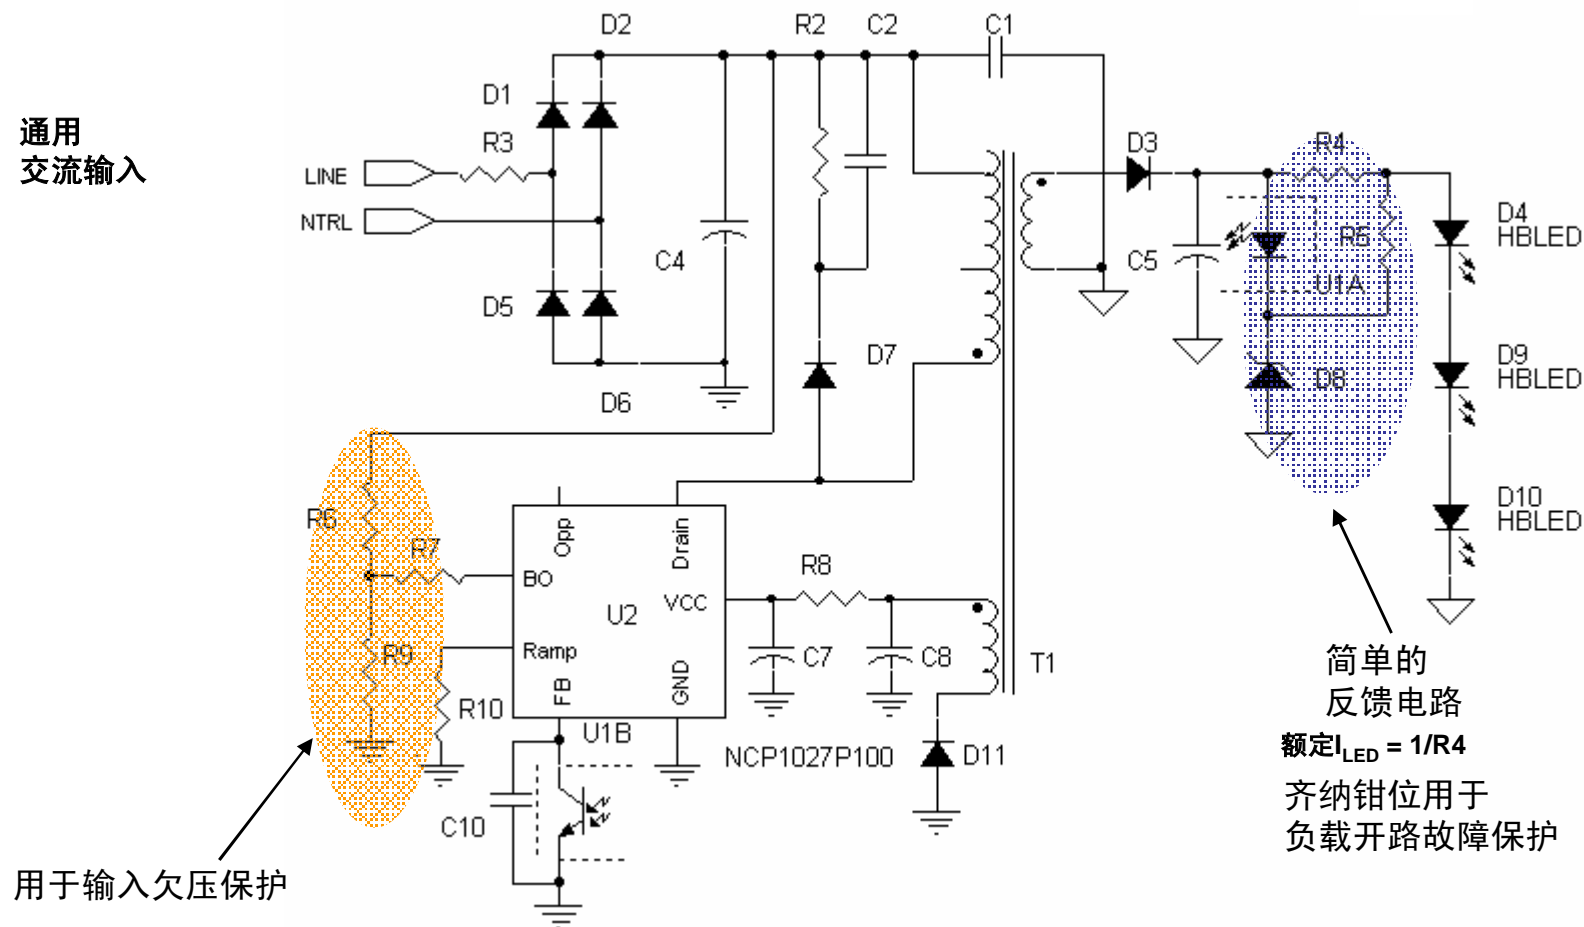 D2
R2
C2
C1
D1
通用
交流输入
R3
D3
R4
LINE
NTRL
D4
HBLED
R5
C4
C5
U1A
D5
D7
D9
HBLED
D8
D6
D10
HBLED
R6
Opp
Drain
R7
BO
R8
VCC
U2
Ramp
R9
C7
C8
T1
FB
GND
R10
U1B
NCP1027P100
D11
C10
简单的
反馈电路
额定I_LED = 1/R4
齐纳钳位用于
负载开路故障保护
用于输入欠压保护